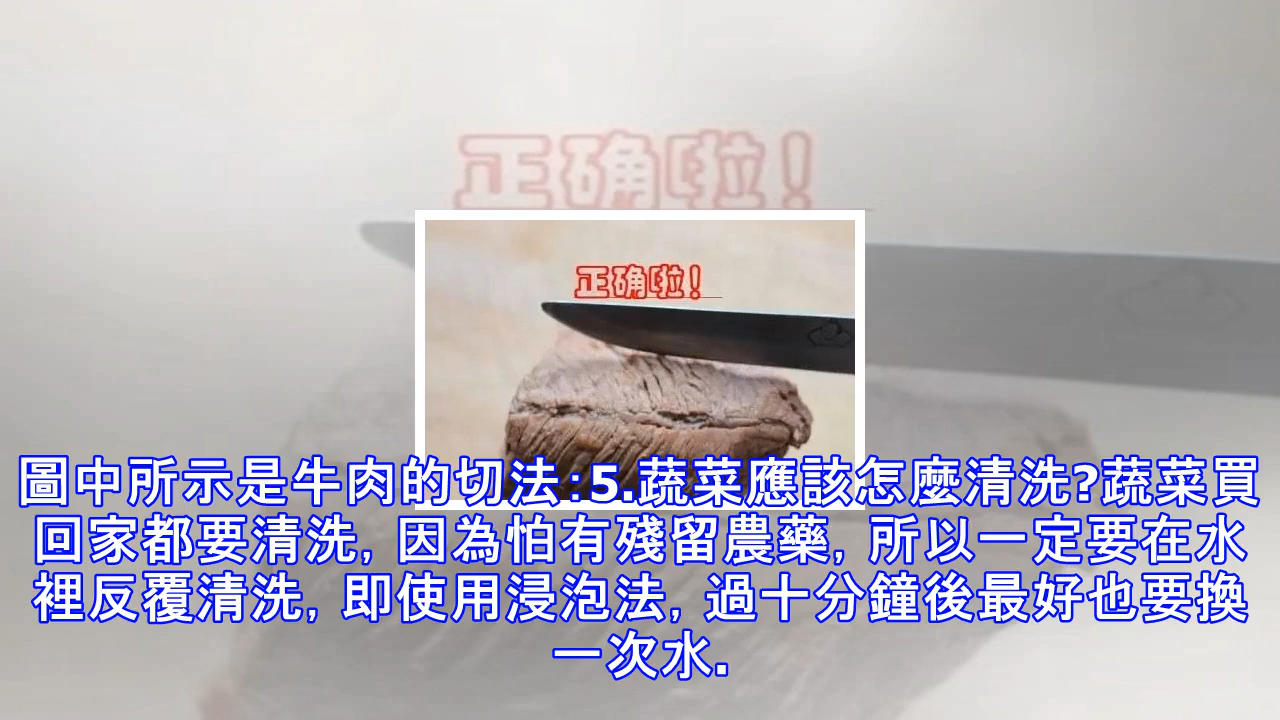 正确啦!
正确啦!
圖中所示是牛肉的切法:5.蔬菜應該怎麼清洗?蔬菜買
回家都要清洗, 因為怕有殘留農藥, 所以一定要在水
裡反覆清洗, 即使用浸泡法, 過十分鐘後最好也要換
一次水.